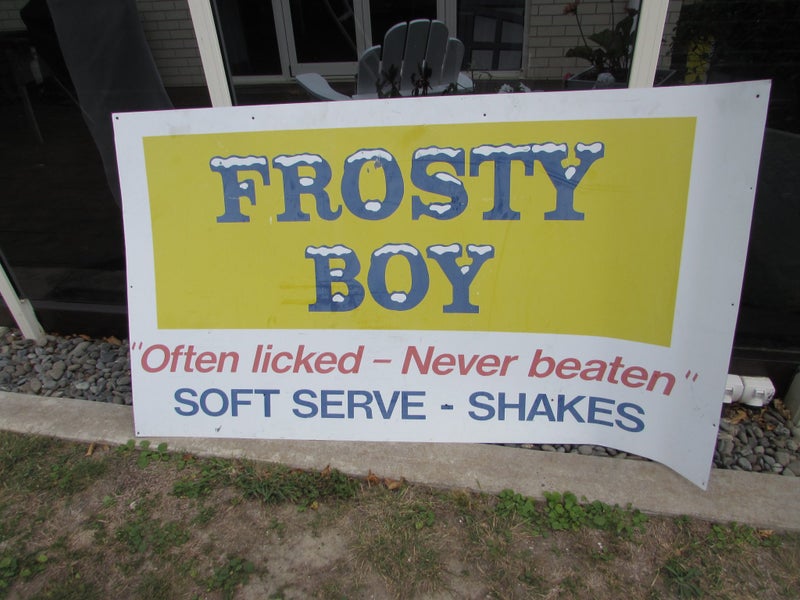 FROSTY
BOY
"Often licked – Never beaten"
SOFT SERVE - SHAKES